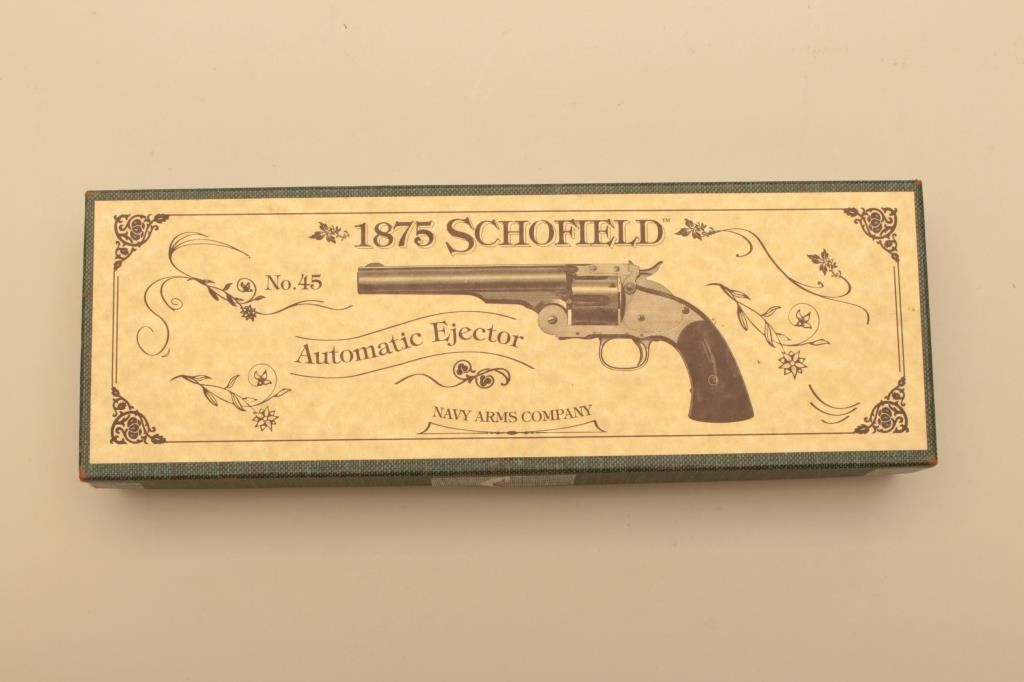 1875 SCHOFIELD™
No.45
Automatic Ejector
NAVY ARMS COMPANY